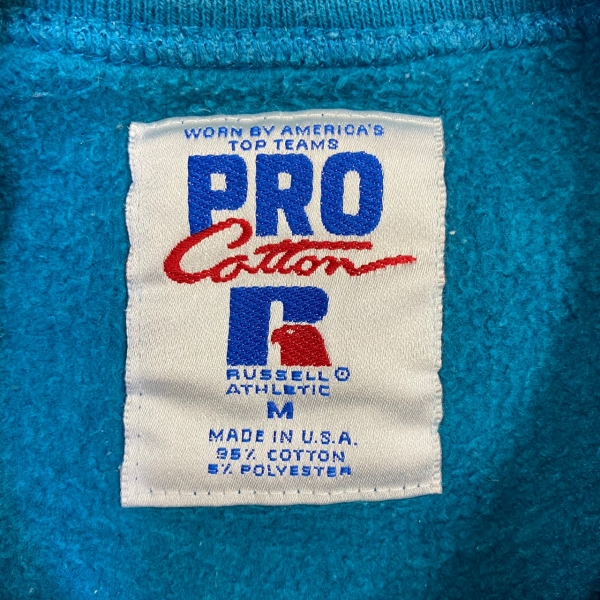 WORN BY AMERICA'S
TOP TEAMS
PRO
Cotton
R
RUSSELL ®
ATHLETIC
M
MADE IN U.S.A.
95% COTTON
5% POLYESTER